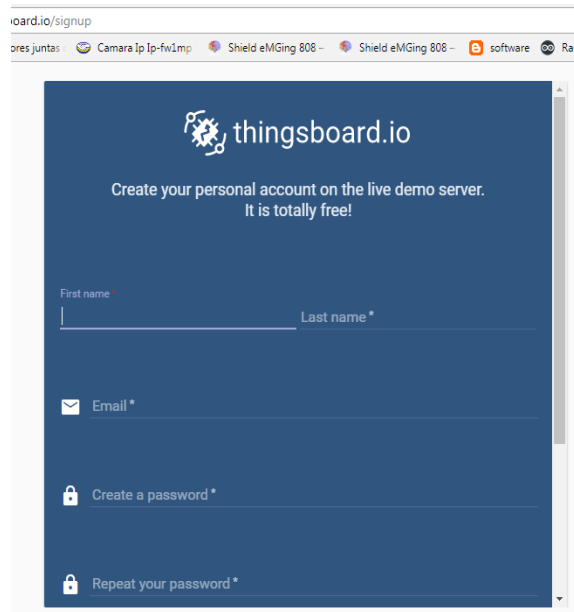 oard.io/signup
ores juntas Camara Ip Ip-fw1mp Shield eMGing 808 – Shield eMGing 808 – software Ra
thingsboard.io
Create your personal account on the live demo server.
It is totally free!
First name *
Last name *
Email *
Create a password *
Repeat your password *